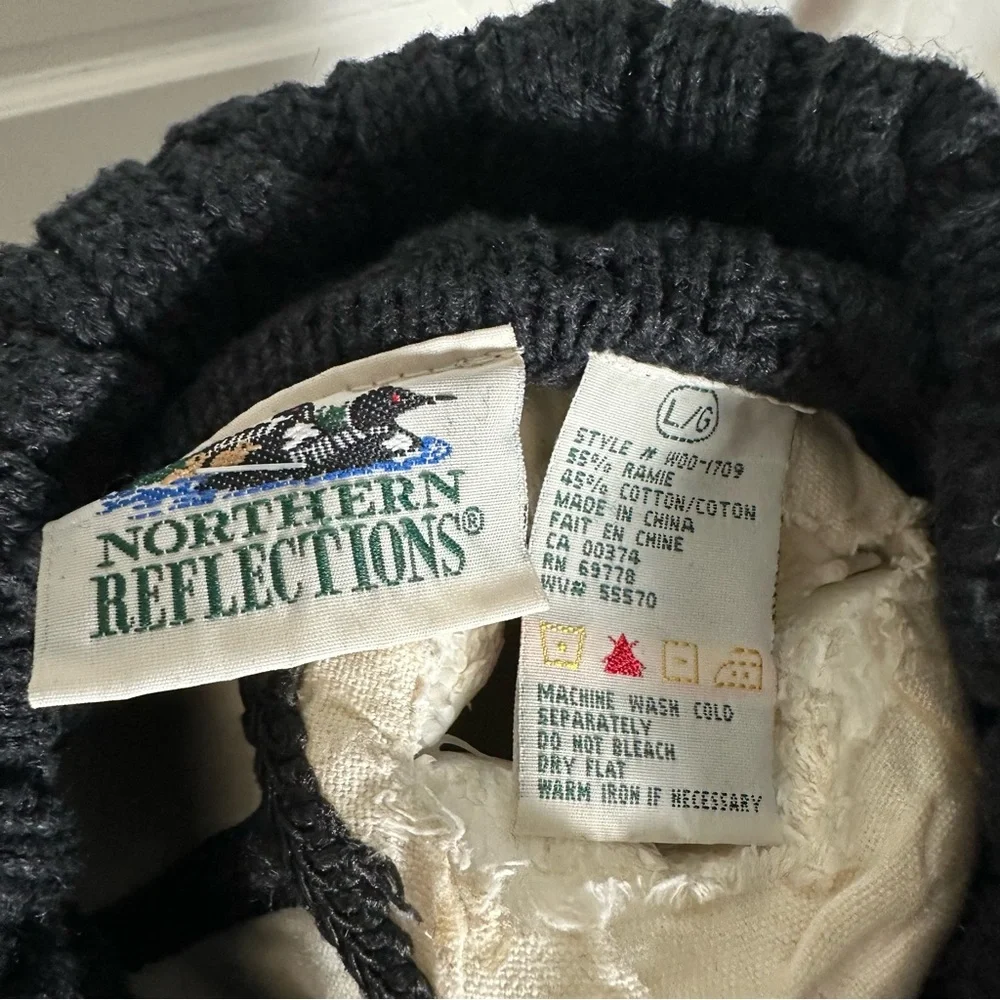 NORTHERN
REFLECTIONS®
L/G
STYLE # W00-1709
55% RAMIE
45% COTTON/COTON
MADE IN CHINA
FAIT EN CHINE
CA 00374
RN 69778
WV# 55570
MACHINE WASH COLD
SEPARATELY
DO NOT BLEACH
DRY FLAT
WARM IRON IF NECESSARY